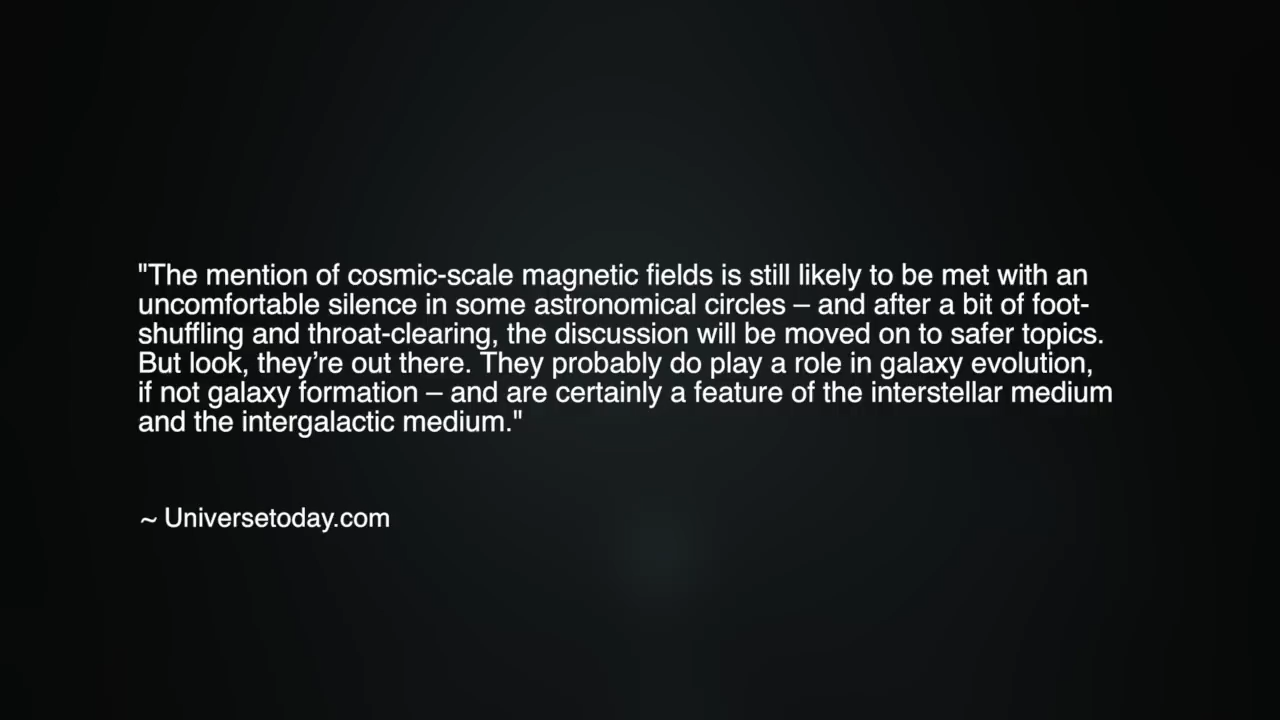 "The mention of cosmic-scale magnetic fields is still likely to be met with an
uncomfortable silence in some astronomical circles – and after a bit of foot-
shuffling and throat-clearing, the discussion will be moved on to safer topics.
But look, they’re out there. They probably do play a role in galaxy evolution,
if not galaxy formation – and are certainly a feature of the interstellar medium
and the intergalactic medium."
~ Universetoday.com